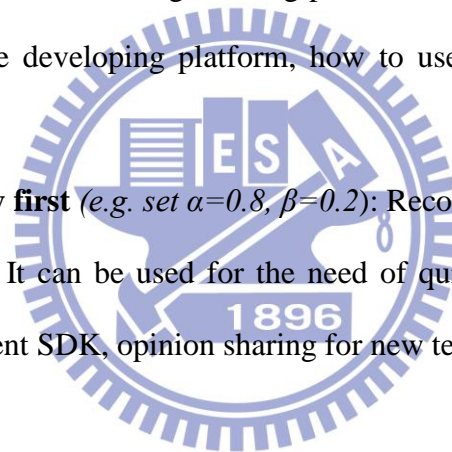 e developing platform, how to use
E S A
first (e.g. set α=0.8, β=0.2): Reco
It can be used for the need of qu
1896
ent SDK, opinion sharing for new te